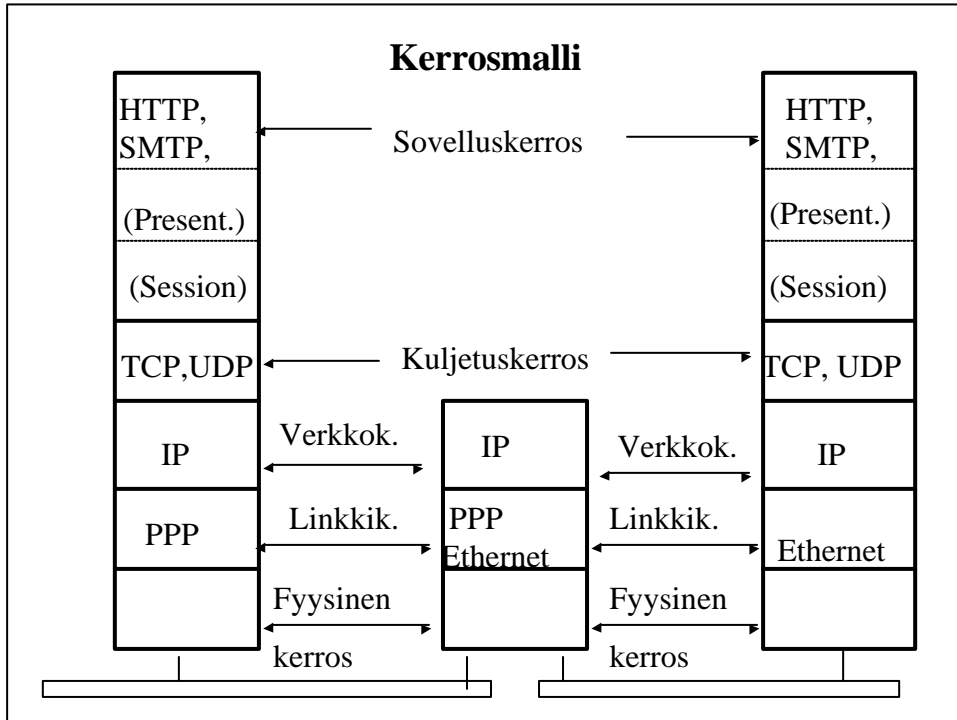 Kerrosmalli
HTTP,
SMTP,
(Present.)
(Session)
TCP,UDP
IP
PPP
Sovelluskerros
Kuljetuskerros
Verkkok.
Linkkik.
Fyysinen
kerros
IP
PPP
Ethernet
Verkkok.
Linkkik.
Fyysinen
kerros
HTTP,
SMTP,
(Present.)
(Session)
TCP, UDP
IP
Ethernet